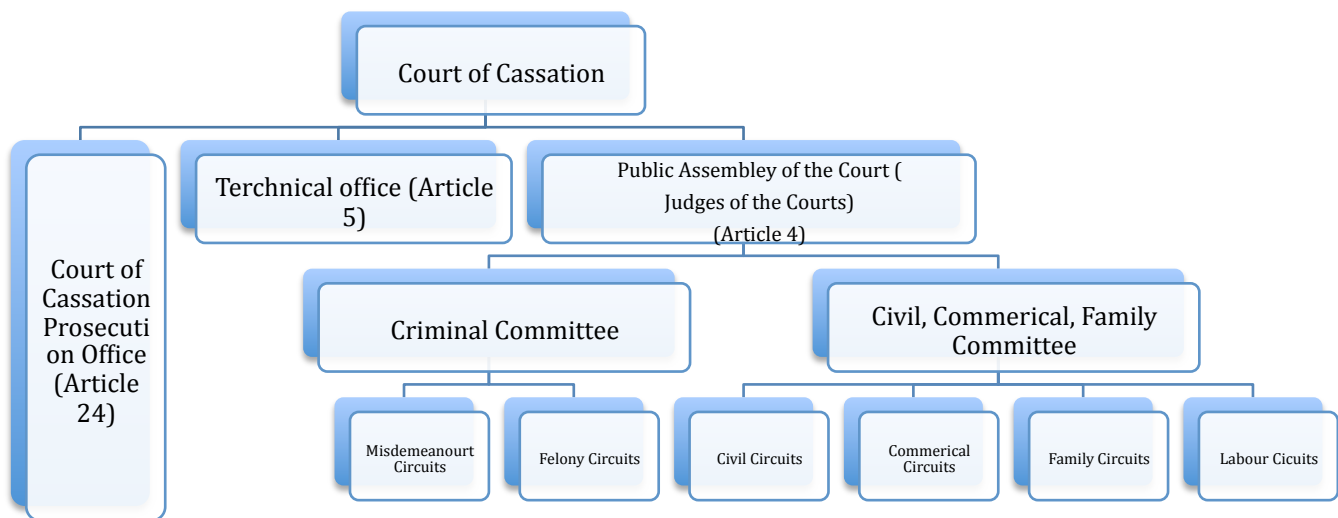 Court of Cassation
Court of
Cassation
Prosecuti
on Office
(Article
24)
Terchnical office (Article
5)
Public Assembley of the Court (
Judges of the Courts)
(Article 4)
Criminal Committee
Civil, Commerical, Family
Committee
Misdemeanourt
Circuits
Felony Circuits
Civil Circuits
Commerical
Circuits
Family Circuits
Labour Cicuits